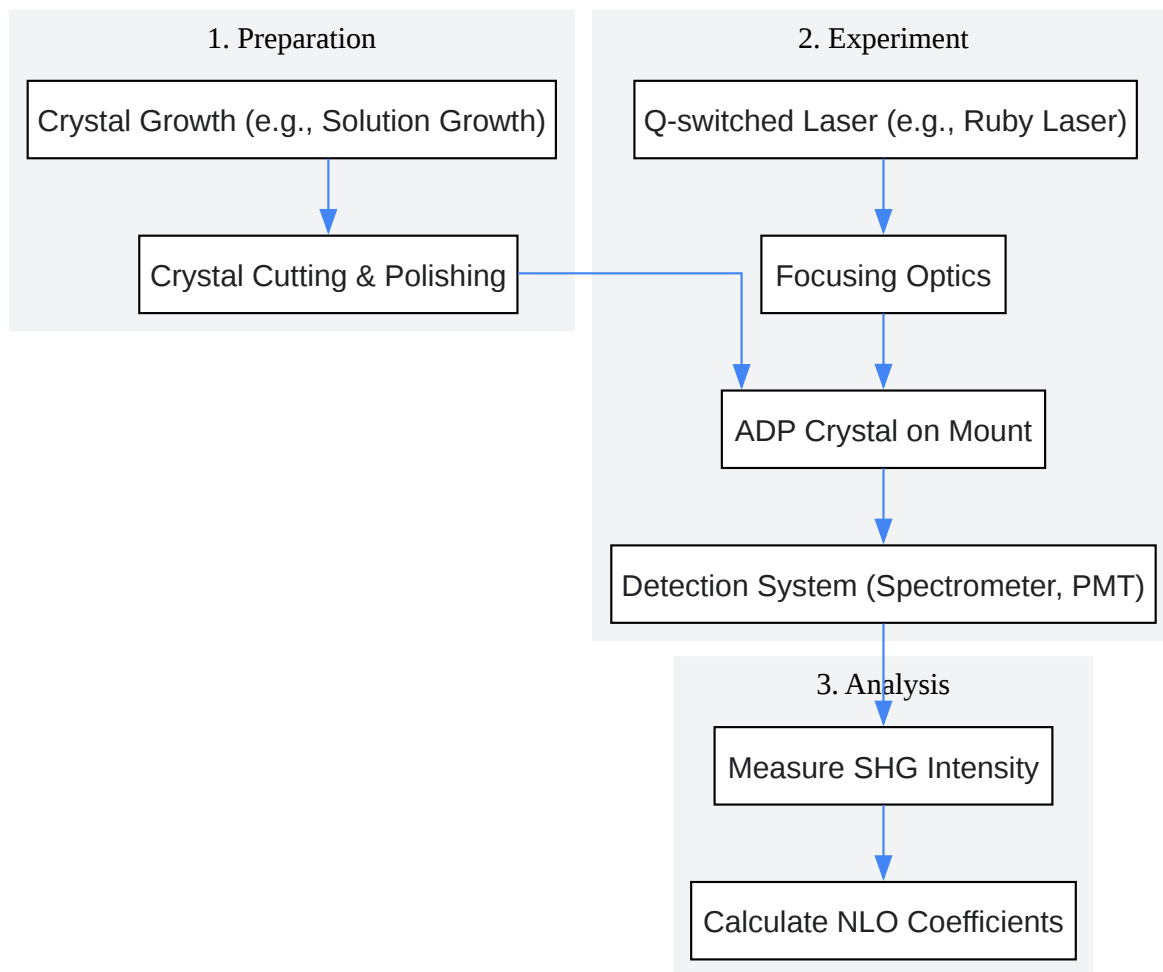 1. Preparation
Crystal Growth (e.g., Solution Growth)
Crystal Cutting & Polishing
2. Experiment
Q-switched Laser (e.g., Ruby Laser)
Focusing Optics
ADP Crystal on Mount
Detection System (Spectrometer, PMT)
3. Analysis
Measure SHG Intensity
Calculate NLO Coefficients